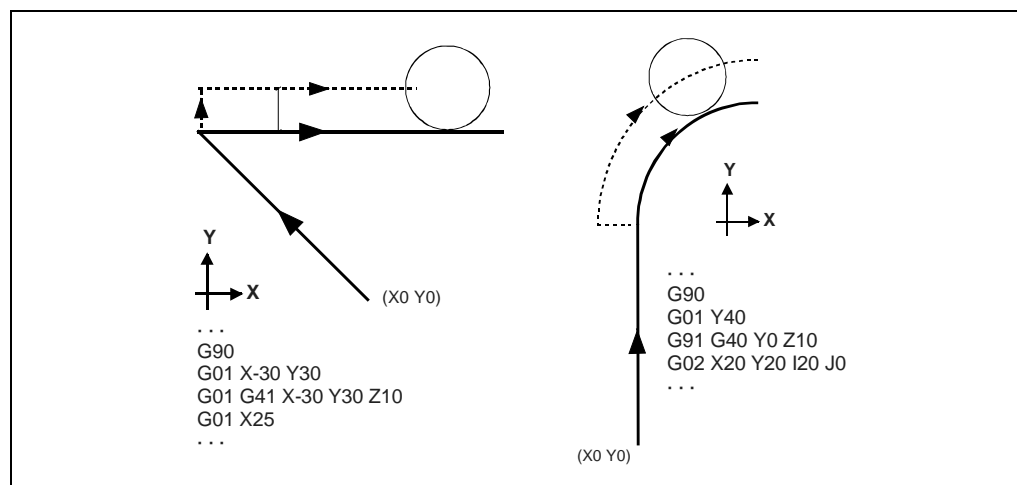 Y
X
(X0 Y0)
. . .
G90
G01 X-30 Y30
G01 G41 X-30 Y30 Z10
G01 X25
. . .
Y
X
. . .
G90
G01 Y40
G91 G40 Y0 Z10
G02 X20 Y20 I20 J0
. . .
(X0 Y0)